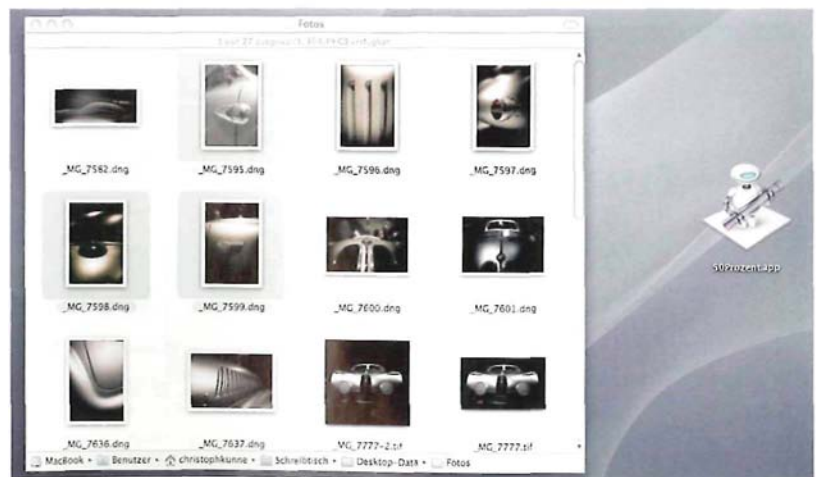 Fotos
_MG_7582.dng
_MG_7595.dng
_MG_7596.dng
_MG_7597.dng
_MG_7598.dng
_MG_7599.dng
_MG_7600.dng
_MG_7601.dng
50Prozent.app
_MG_7636.dng
_MG_7637.dng
_MG_7777-2.tif
_MG_7777.tif
MacBook Benutzer christophkunne Schreibtisch Desktop-Data Fotos